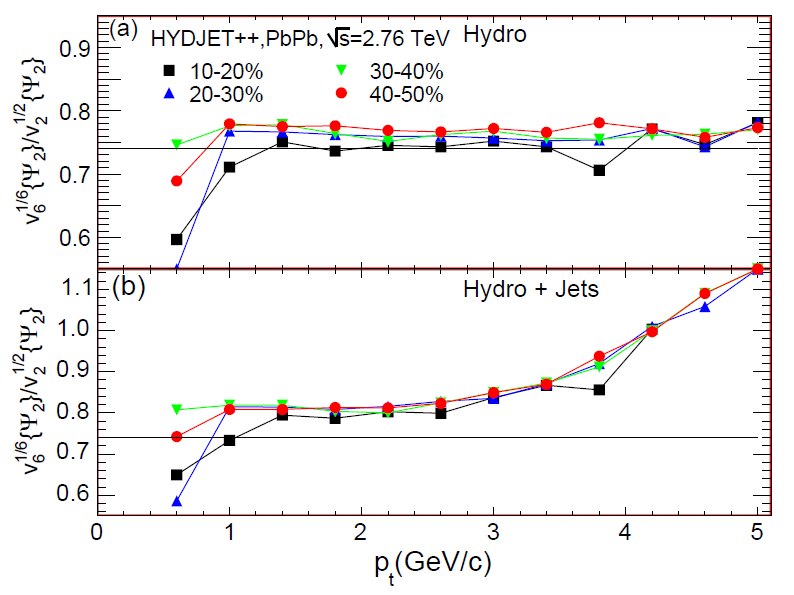 (a) HYDJET++,PbPb,√s=2.76 TeV Hydro
10-20% 30-40%
20-30% 40-50%
v₆^1/6{Ψ₂}/v₂^1/2{Ψ₂}
0.9
0.8
0.7
0.6
(b) Hydro + Jets
v₆^1/6{Ψ₂}/v₂^1/2{Ψ₂}
1.1
1.0
0.9
0.8
0.7
0.6
0 1 2 3 4 5
pₜ(GeV/c)